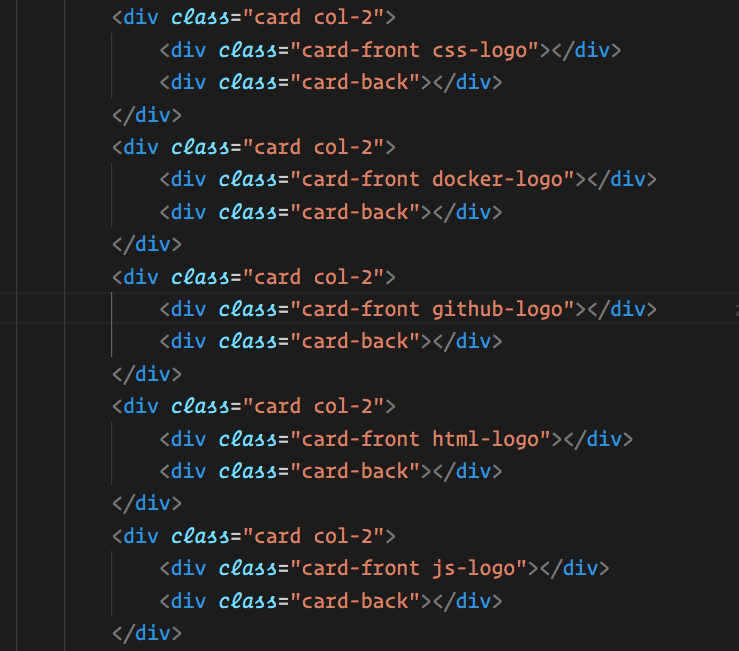 <div class="card col-2">
<div class="card-front css-logo"></div>
<div class="card-back"></div>
</div>
<div class="card col-2">
<div class="card-front docker-logo"></div>
<div class="card-back"></div>
</div>
<div class="card col-2">
<div class="card-front github-logo"></div>
<div class="card-back"></div>
</div>
<div class="card col-2">
<div class="card-front html-logo"></div>
<div class="card-back"></div>
</div>
<div class="card col-2">
<div class="card-front js-logo"></div>
<div class="card-back"></div>
</div>